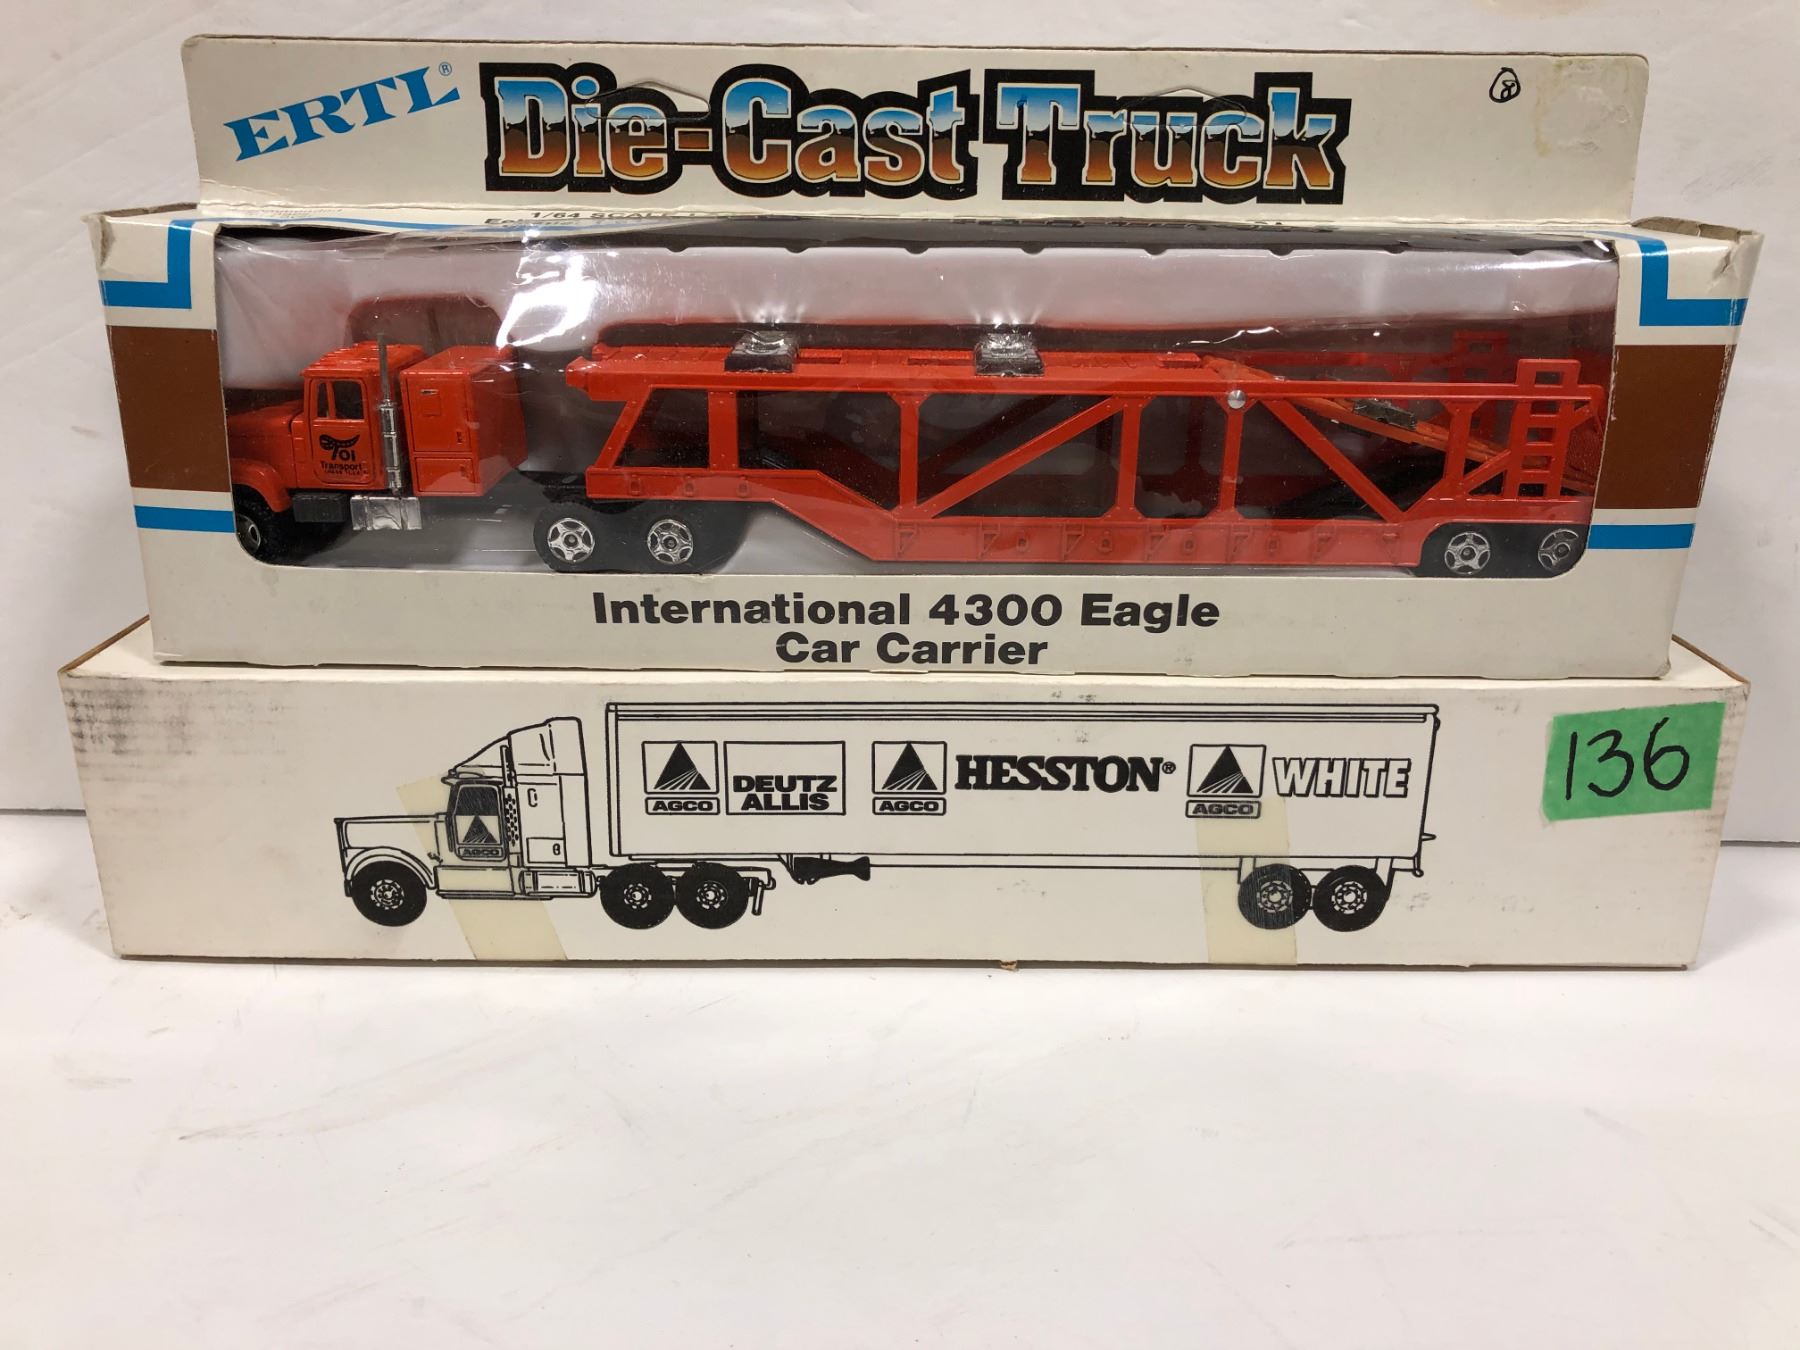 ERTL®
Die-Cast Truck
8
1/64 SCALE
701
Transport
International 4300 Eagle
Car Carrier
AGCO
DEUTZ
ALLIS
AGCO
HESSTON®
AGCO
WHITE
AGCO
136